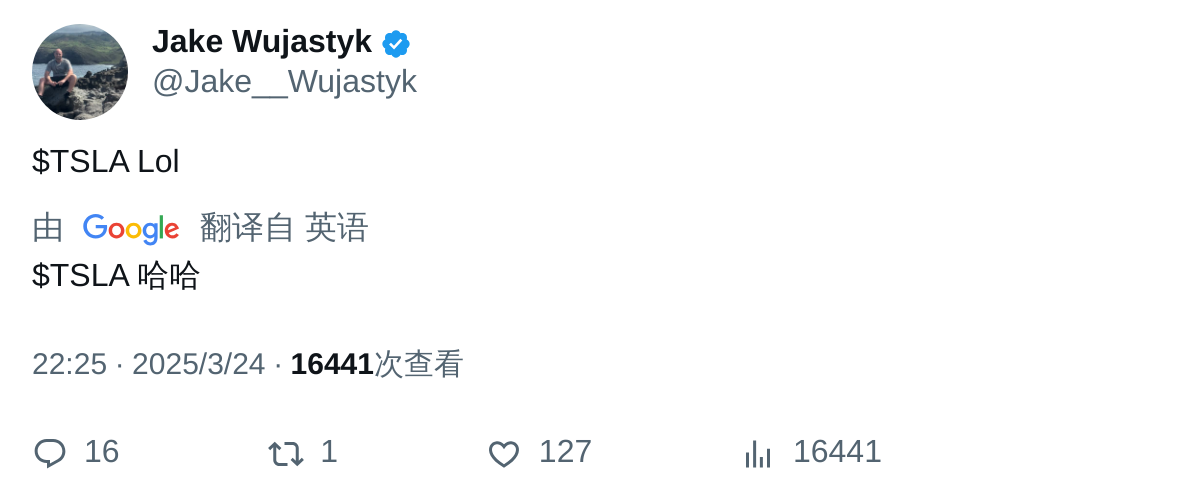 Jake Wujastyk
@Jake__Wujastyk
$TSLA Lol
由 Google 翻译自 英语
$TSLA 哈哈
22:25 · 2025/3/24 · 16441次查看
16 1 127 16441